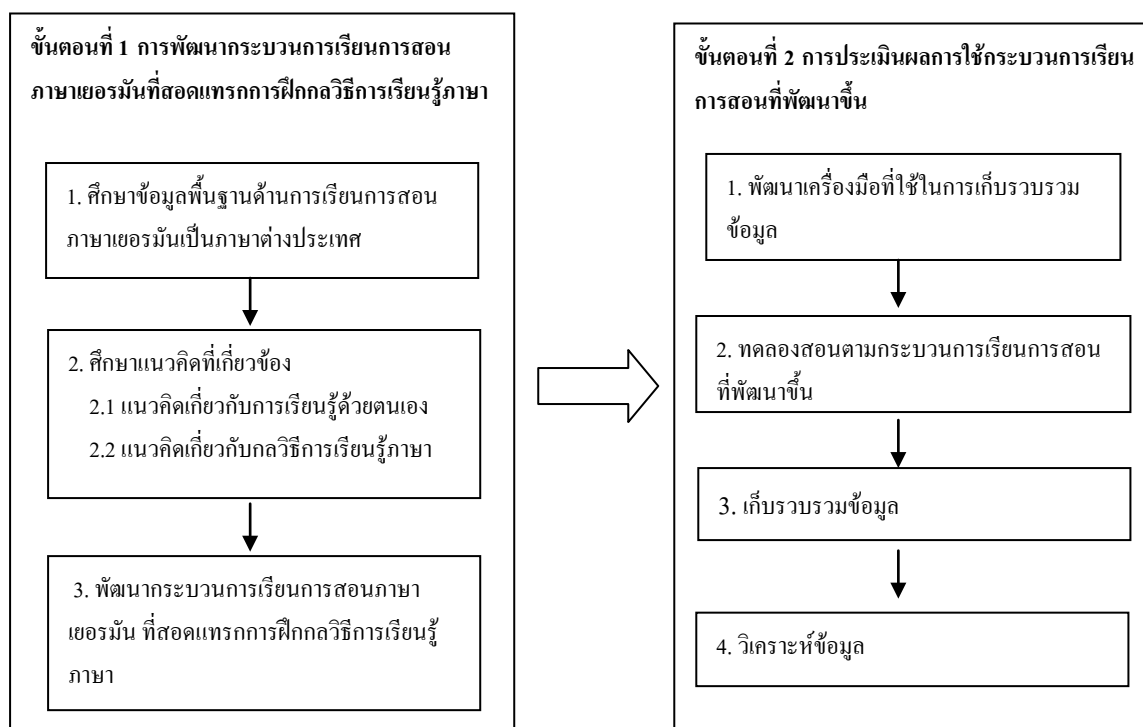 ขั้นตอนที่ 1 การพัฒนากระบวนการเรียนการสอน
ภาษาเยอรมันที่สอดแทรกการฝึกกลวิธีการเรียนรู้ภาษา
1. ศึกษาข้อมูลพื้นฐานด้านการเรียนการสอน
ภาษาเยอรมันเป็นภาษาต่างประเทศ
2. ศึกษาแนวคิดที่เกี่ยวข้อง
2.1 แนวคิดเกี่ยวกับการเรียนรู้ด้วยตนเอง
2.2 แนวคิดเกี่ยวกับกลวิธีการเรียนรู้ภาษา
3. พัฒนากระบวนการเรียนการสอนภาษา
เยอรมัน ที่สอดแทรกการฝึกกลวิธีการเรียนรู้
ภาษา
ขั้นตอนที่ 2 การประเมินผลการใช้กระบวนการเรียน
การสอนที่พัฒนาขึ้น
1. พัฒนาเครื่องมือที่ใช้ในการเก็บรวบรวม
ข้อมูล
2. ทดลองสอนตามกระบวนการเรียนการสอน
ที่พัฒนาขึ้น
3. เก็บรวบรวมข้อมูล
4. วิเคราะห์ข้อมูล